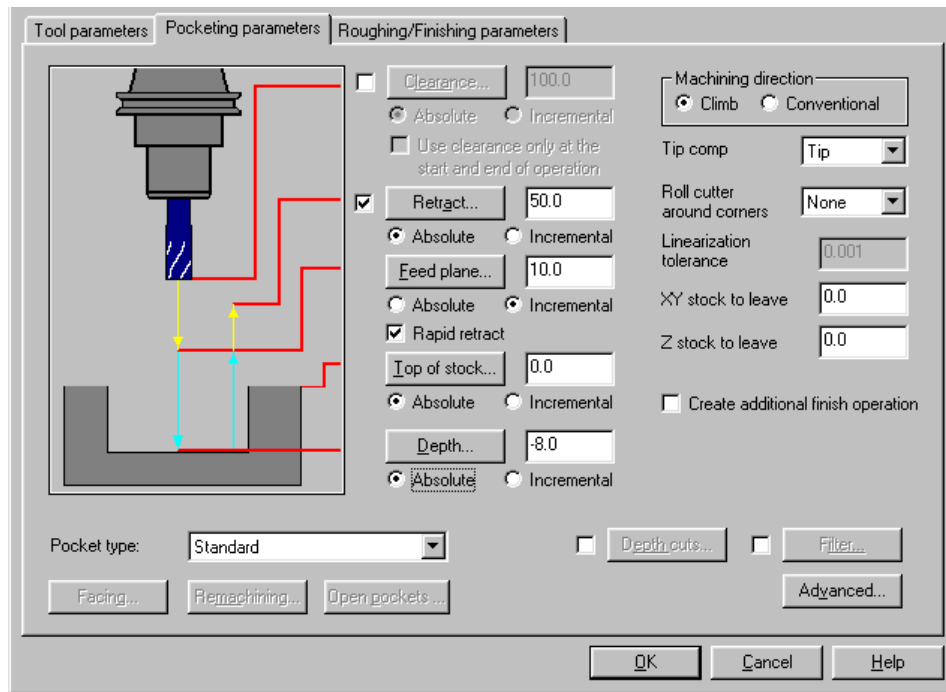 Tool parameters
Pocketing parameters
Roughing/Finishing parameters
Clearance...
100.0
Absolute
Incremental
Use clearance only at the
start and end of operation
Retract...
50.0
Absolute
Incremental
Feed plane...
10.0
Absolute
Incremental
Rapid retract
Top of stock...
0.0
Absolute
Incremental
Depth...
-8.0
Absolute
Incremental
Machining direction
Climb
Conventional
Tip comp
Tip
Roll cutter
around corners
None
Linearization
tolerance
0.001
XY stock to leave
0.0
Z stock to leave
0.0
Create additional finish operation
Pocket type:
Standard
Depth cuts...
Filter...
Facing...
Remachining...
Open pockets ...
Advanced...
OK
Cancel
Help